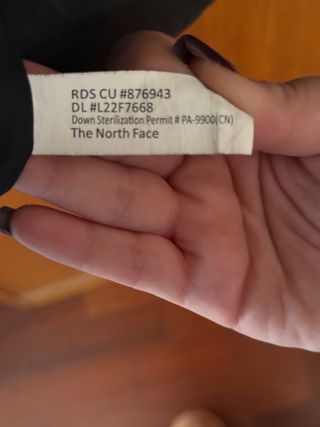 RDS CU #876943
DL #L22F7668
Down Sterilization Permit # PA-9900(CN)
The North Face